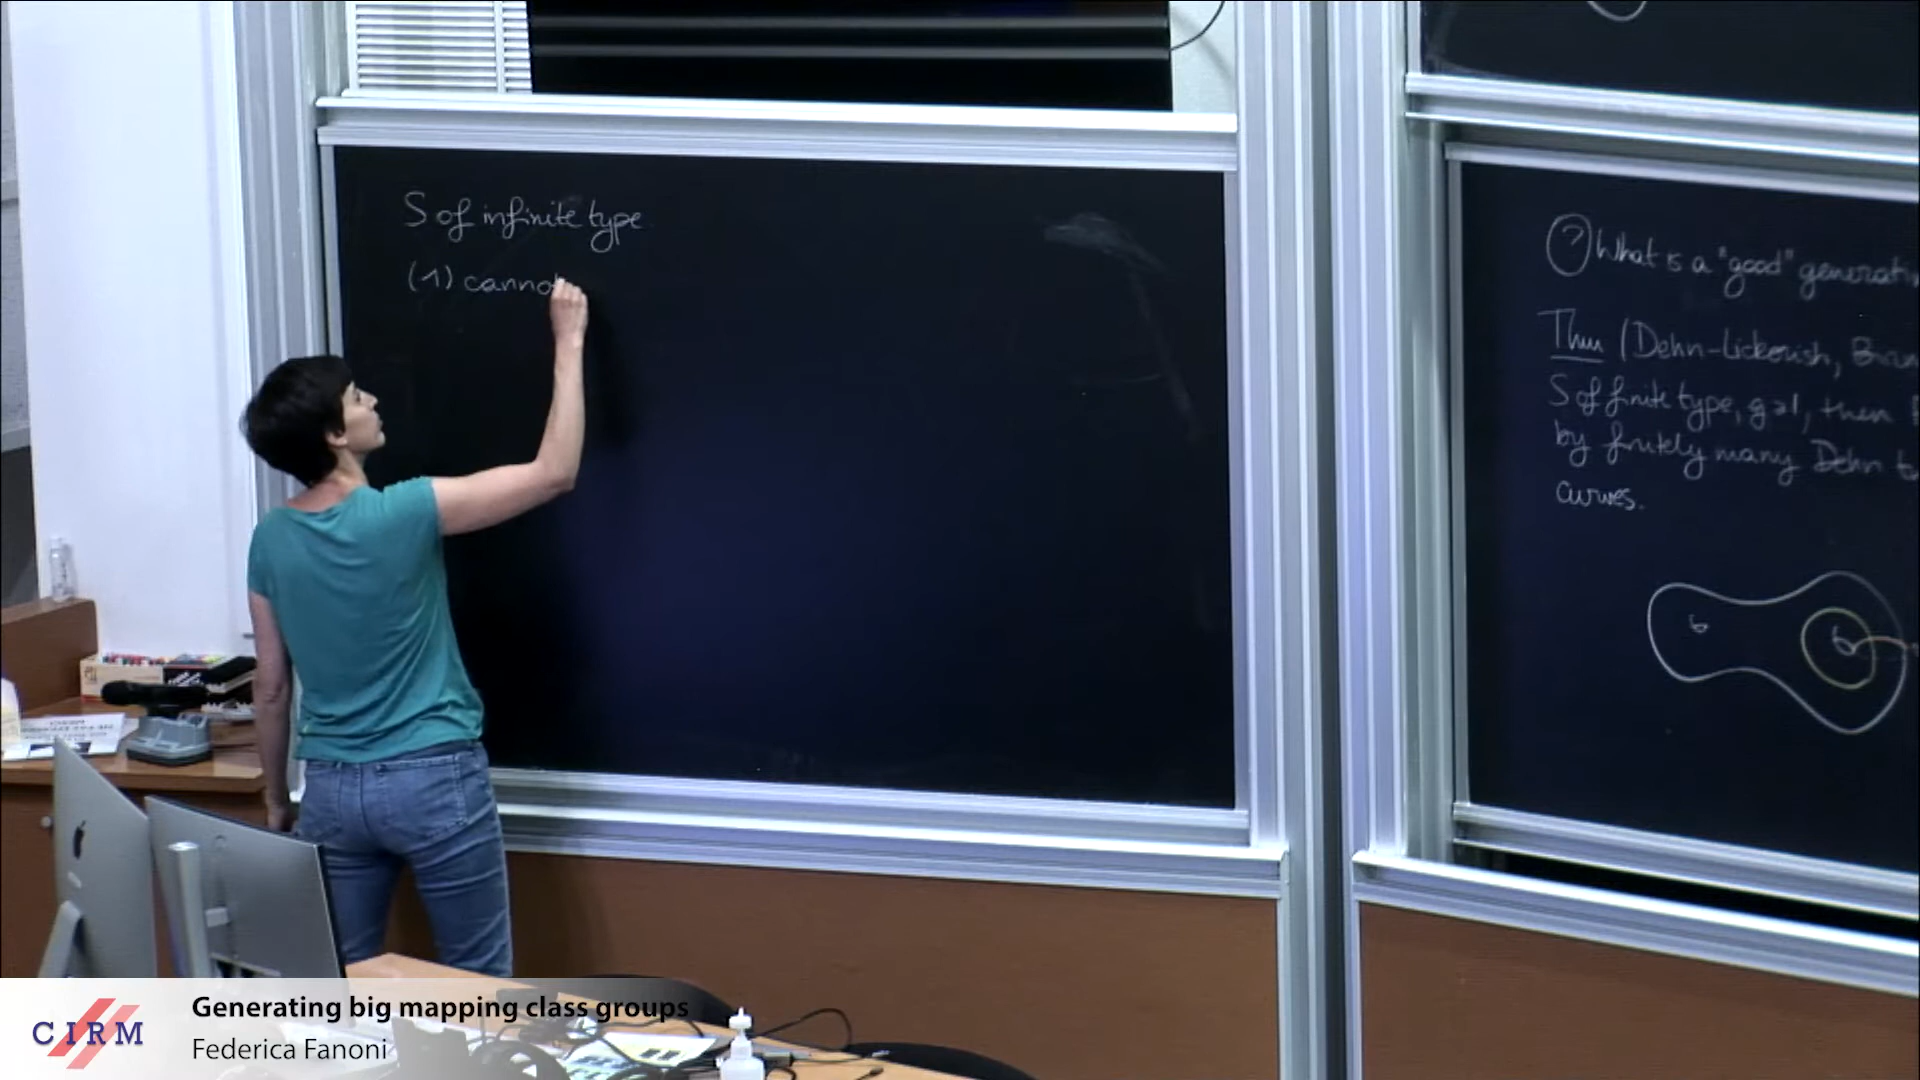 S of infinite type
(1) canno
? What is a "good" generati
Thm (Dehn-Lickorish, Birm
S of finite type, g≥1, then
by finitely many Dehn t
curves.
CIRM
Generating big mapping class groups
Federica Fanoni